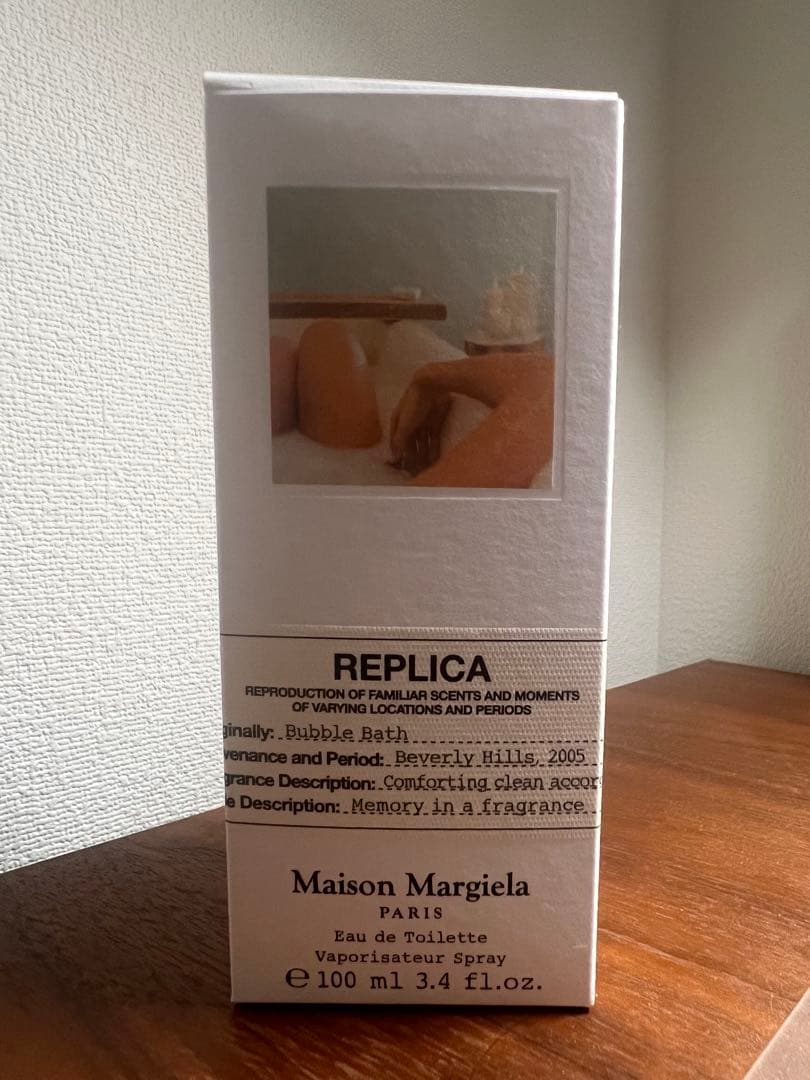 REPLICA
REPRODUCTION OF FAMILIAR SCENTS AND MOMENTS
OF VARYING LOCATIONS AND PERIODS
ginally: Bubble Bath
venance and Period: Beverly Hills, 2005
grance Description: Comforting clean accor
e Description: Memory in a fragrance
Maison Margiela
PARIS
Eau de Toilette
Vaporisateur Spray
℮ 100 ml 3.4 fl.oz.